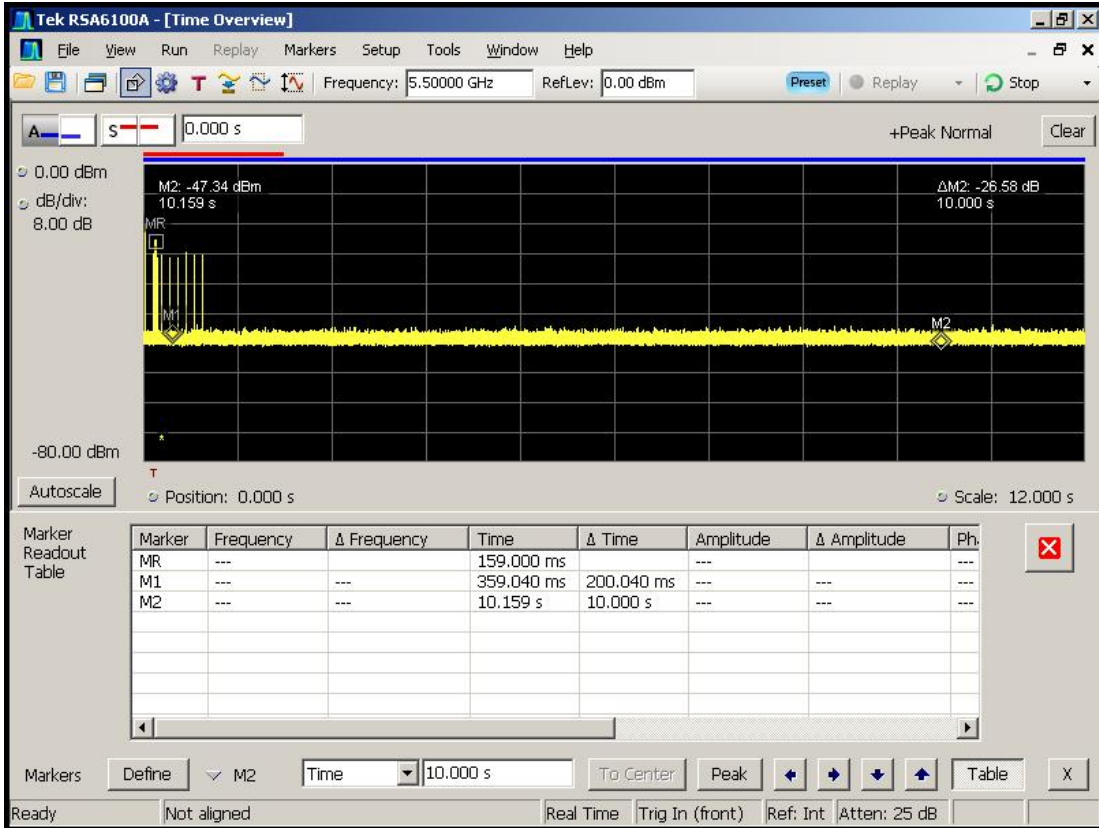 Tek RSA6100A - [Time Overview]
File View Run Replay Markers Setup Tools Window Help
T Frequency: 5.50000 GHz RefLev: 0.00 dBm Preset Replay Stop
A S 0.000 s +Peak Normal Clear
0.00 dBm
dB/div:
8.00 dB
M2: -47.34 dBm
10.159 s
ΔM2: -26.58 dB
10.000 s
MR
M1
M2
-80.00 dBm
T
Autoscale Position: 0.000 s Scale: 12.000 s
Marker Readout Table
Marker Frequency Δ Frequency Time Δ Time Amplitude Δ Amplitude Ph
MR --- 159.000 ms --- ---
M1 --- --- 359.040 ms 200.040 ms --- --- ---
M2 --- --- 10.159 s 10.000 s --- --- ---
Markers Define M2 Time 10.000 s To Center Peak Table X
Ready Not aligned Real Time Trig In (front) Ref: Int Atten: 25 dB